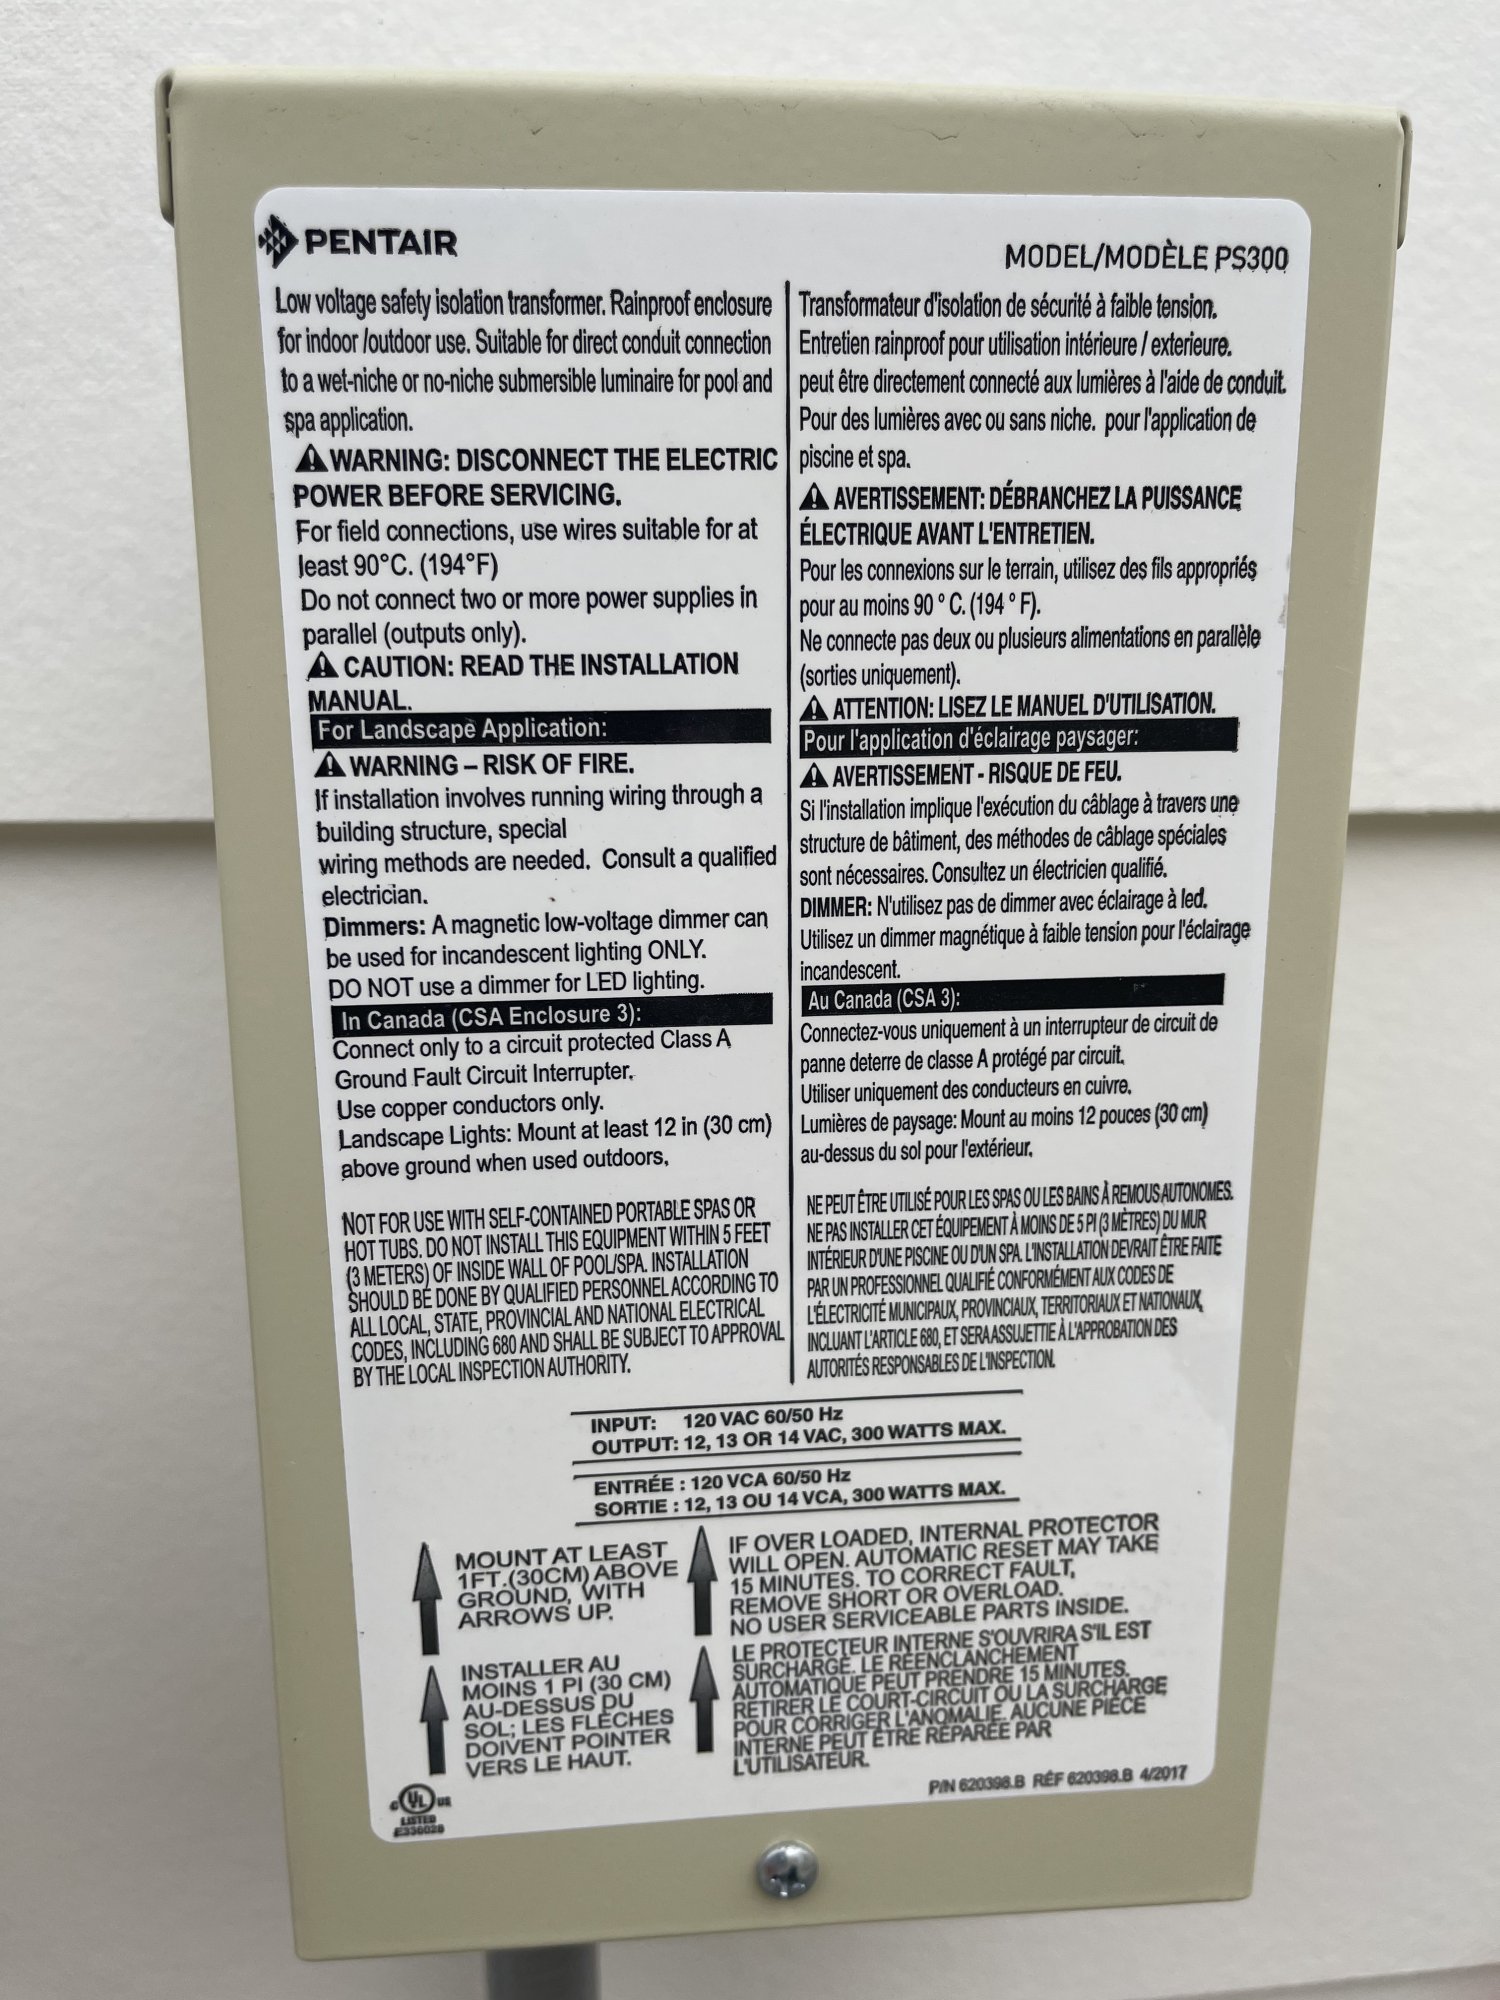 PENTAIR
MODEL/MODÈLE PS300
Low voltage safety isolation transformer. Rainproof enclosure
for indoor /outdoor use. Suitable for direct conduit connection
to a wet-niche or no-niche submersible luminaire for pool and
spa application.
WARNING: DISCONNECT THE ELECTRIC
POWER BEFORE SERVICING.
For field connections, use wires suitable for at
least 90°C. (194°F)
Do not connect two or more power supplies in
parallel (outputs only).
CAUTION: READ THE INSTALLATION
MANUAL.
For Landscape Application:
WARNING – RISK OF FIRE.
If installation involves running wiring through a
building structure, special
wiring methods are needed. Consult a qualified
electrician.
Dimmers: A magnetic low-voltage dimmer can
be used for incandescent lighting ONLY.
DO NOT use a dimmer for LED lighting.
In Canada (CSA Enclosure 3):
Connect only to a circuit protected Class A
Ground Fault Circuit Interrupter.
Use copper conductors only.
Landscape Lights: Mount at least 12 in (30 cm)
above ground when used outdoors,
NOT FOR USE WITH SELF-CONTAINED PORTABLE SPAS OR
HOT TUBS. DO NOT INSTALL THIS EQUIPMENT WITHIN 5 FEET
(3 METERS) OF INSIDE WALL OF POOL/SPA. INSTALLATION
SHOULD BE DONE BY QUALIFIED PERSONNEL ACCORDING TO
ALL LOCAL, STATE, PROVINCIAL AND NATIONAL ELECTRICAL
CODES, INCLUDING 680 AND SHALL BE SUBJECT TO APPROVAL
BY THE LOCAL INSPECTION AUTHORITY.
Transformateur d'isolation de sécurité à faible tension.
Entretien rainproof pour utilisation intérieure / exterieure.
peut être directement connecté aux lumières à l'aide de conduit.
Pour des lumières avec ou sans niche. pour l'application de
piscine et spa.
AVERTISSEMENT: DÉBRANCHEZ LA PUISSANCE
ÉLECTRIQUE AVANT L'ENTRETIEN.
Pour les connexions sur le terrain, utilisez des fils appropriés
pour au moins 90 ° C. (194 ° F).
Ne connecte pas deux ou plusieurs alimentations en parallèle
(sorties uniquement).
ATTENTION: LISEZ LE MANUEL D'UTILISATION.
Pour l'application d'éclairage paysager:
AVERTISSEMENT - RISQUE DE FEU.
Si l'installation implique l'exécution du câblage à travers une
structure de bâtiment, des méthodes de câblage spéciales
sont nécessaires. Consultez un électricien qualifié.
DIMMER: N'utilisez pas de dimmer avec éclairage à led.
Utilisez un dimmer magnétique à faible tension pour l'éclairage
incandescent.
Au Canada (CSA 3):
Connectez-vous uniquement à un interrupteur de circuit de
panne deterre de classe A protégé par circuit.
Utiliser uniquement des conducteurs en cuivre.
Lumières de paysage: Mount au moins 12 pouces (30 cm)
au-dessus du sol pour l'extérieur.
NE PEUT ÊTRE UTILISÉ POUR LES SPAS OU LES BAINS À REMOUS AUTONOMES.
NE PAS INSTALLER CET ÉQUIPEMENT À MOINS DE 5 PI (3 MÈTRES) DU MUR
INTÉRIEUR D'UNE PISCINE OU D'UN SPA. L'INSTALLATION DEVRAIT ÊTRE FAITE
PAR UN PROFESSIONNEL QUALIFIÉ CONFORMÉMENT AUX CODES DE
L'ÉLECTRICITÉ MUNICIPAUX, PROVINCIAUX, TERRITORIAUX ET NATIONAUX,
INCLUANT L'ARTICLE 680, ET SERA ASSUJETTIE À L'APPROBATION DES
AUTORITÉS RESPONSABLES DE L'INSPECTION.
INPUT: 120 VAC 60/50 Hz
OUTPUT: 12, 13 OR 14 VAC, 300 WATTS MAX.
ENTRÉE : 120 VCA 60/50 Hz
SORTIE : 12, 13 OU 14 VCA, 300 WATTS MAX.
MOUNT AT LEAST
1FT.(30CM) ABOVE
GROUND, WITH
ARROWS UP.
IF OVER LOADED, INTERNAL PROTECTOR
WILL OPEN. AUTOMATIC RESET MAY TAKE
15 MINUTES. TO CORRECT FAULT,
REMOVE SHORT OR OVERLOAD.
NO USER SERVICEABLE PARTS INSIDE.
INSTALLER AU
MOINS 1 PI (30 CM)
AU-DESSUS DU
SOL; LES FLÈCHES
DOIVENT POINTER
VERS LE HAUT.
LE PROTECTEUR INTERNE S'OUVRIRA S'IL EST
SURCHARGÉ. LE RÉENCLANCHEMENT
AUTOMATIQUE PEUT PRENDRE 15 MINUTES.
RETIRER LE COURT-CIRCUIT OU LA SURCHARGE
POUR CORRIGER L'ANOMALIE. AUCUNE PIÈCE
INTERNE PEUT ÊTRE RÉPARÉE PAR
L'UTILISATEUR.
C UL US
LISTED
E336028
P/N 620398.B RÉF 620398.B 4/2017